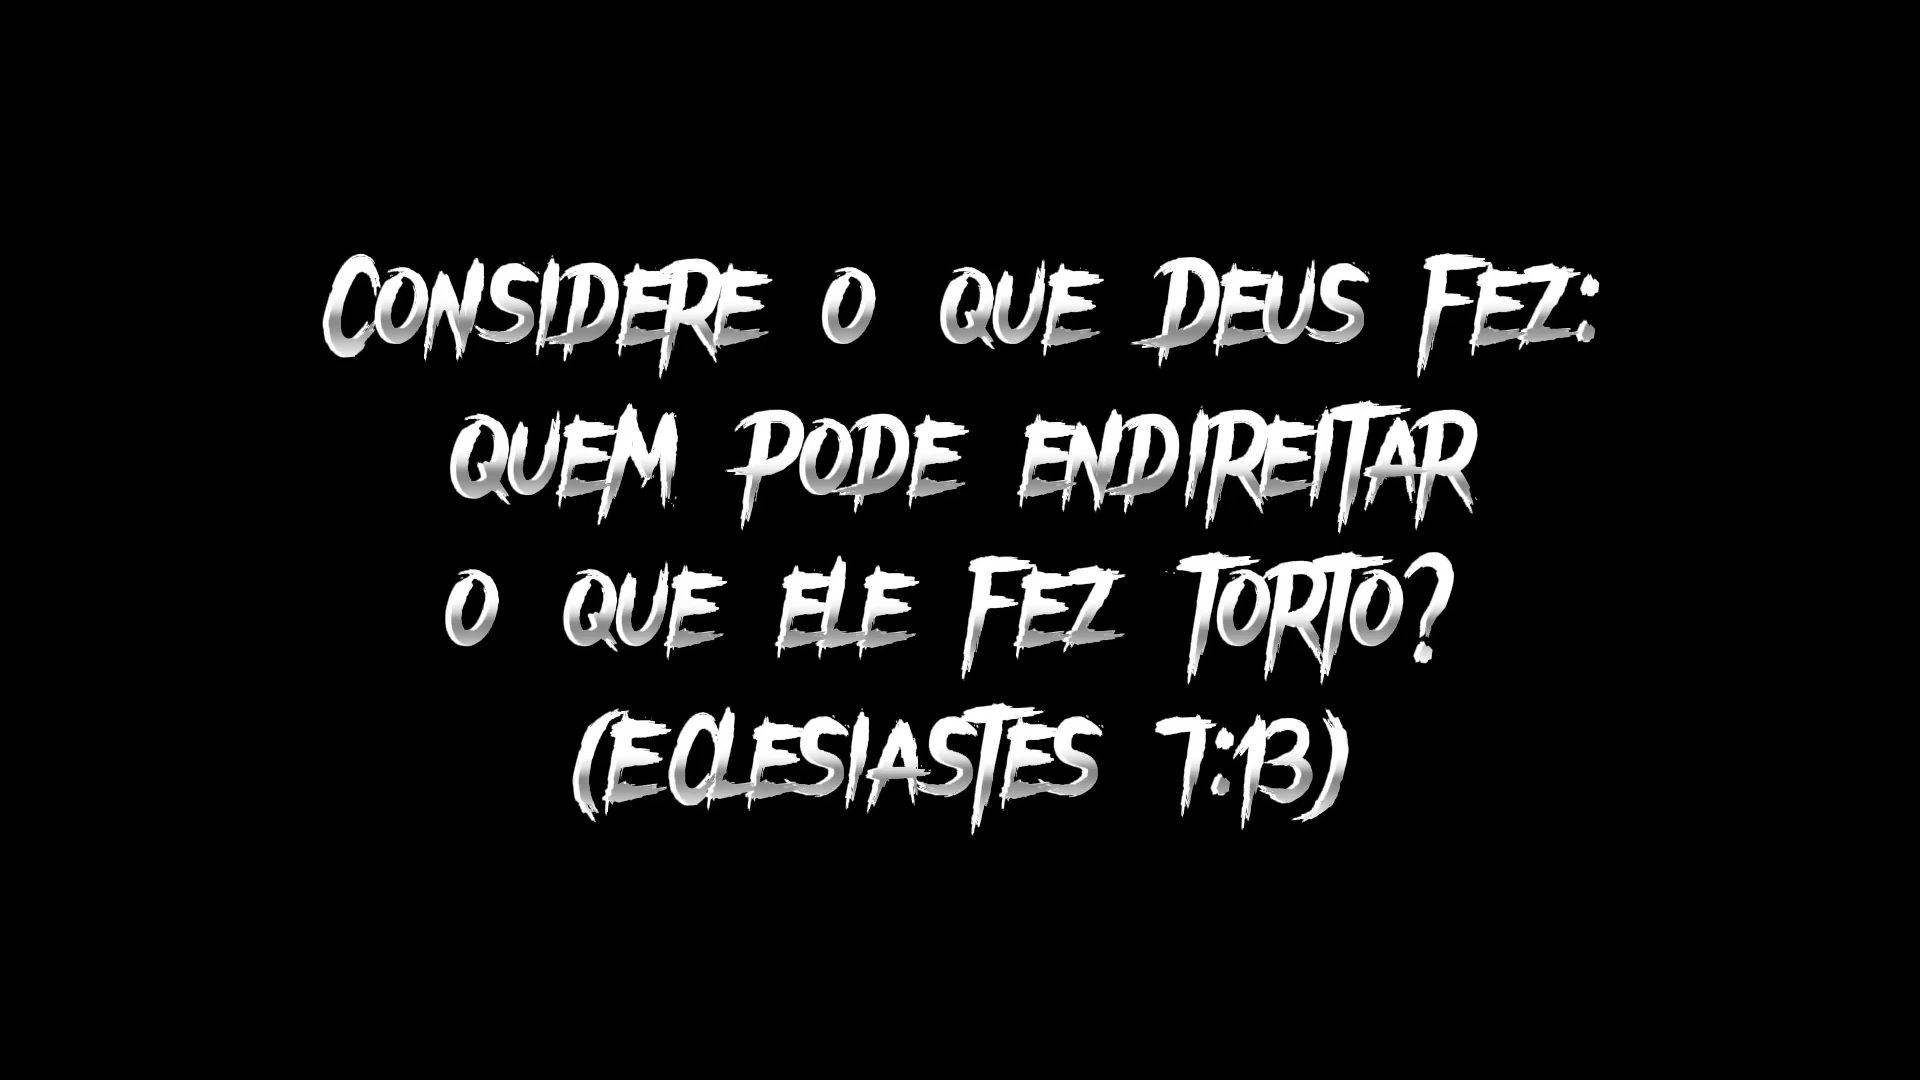 Considere o que Deus Fez:
quem Pode endireitar
o que ele Fez Torto?
(Eclesiastes 7:13)